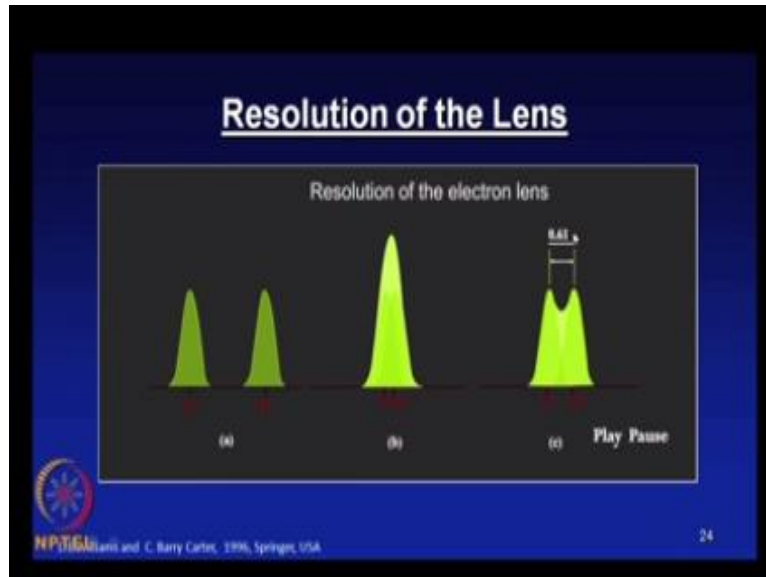 Resolution of the Lens
Resolution of the electron lens
0.61
(a)
(b)
(c)
Play Pause
NPTEL
and C. Barry Carter, 1996, Springer, USA
24